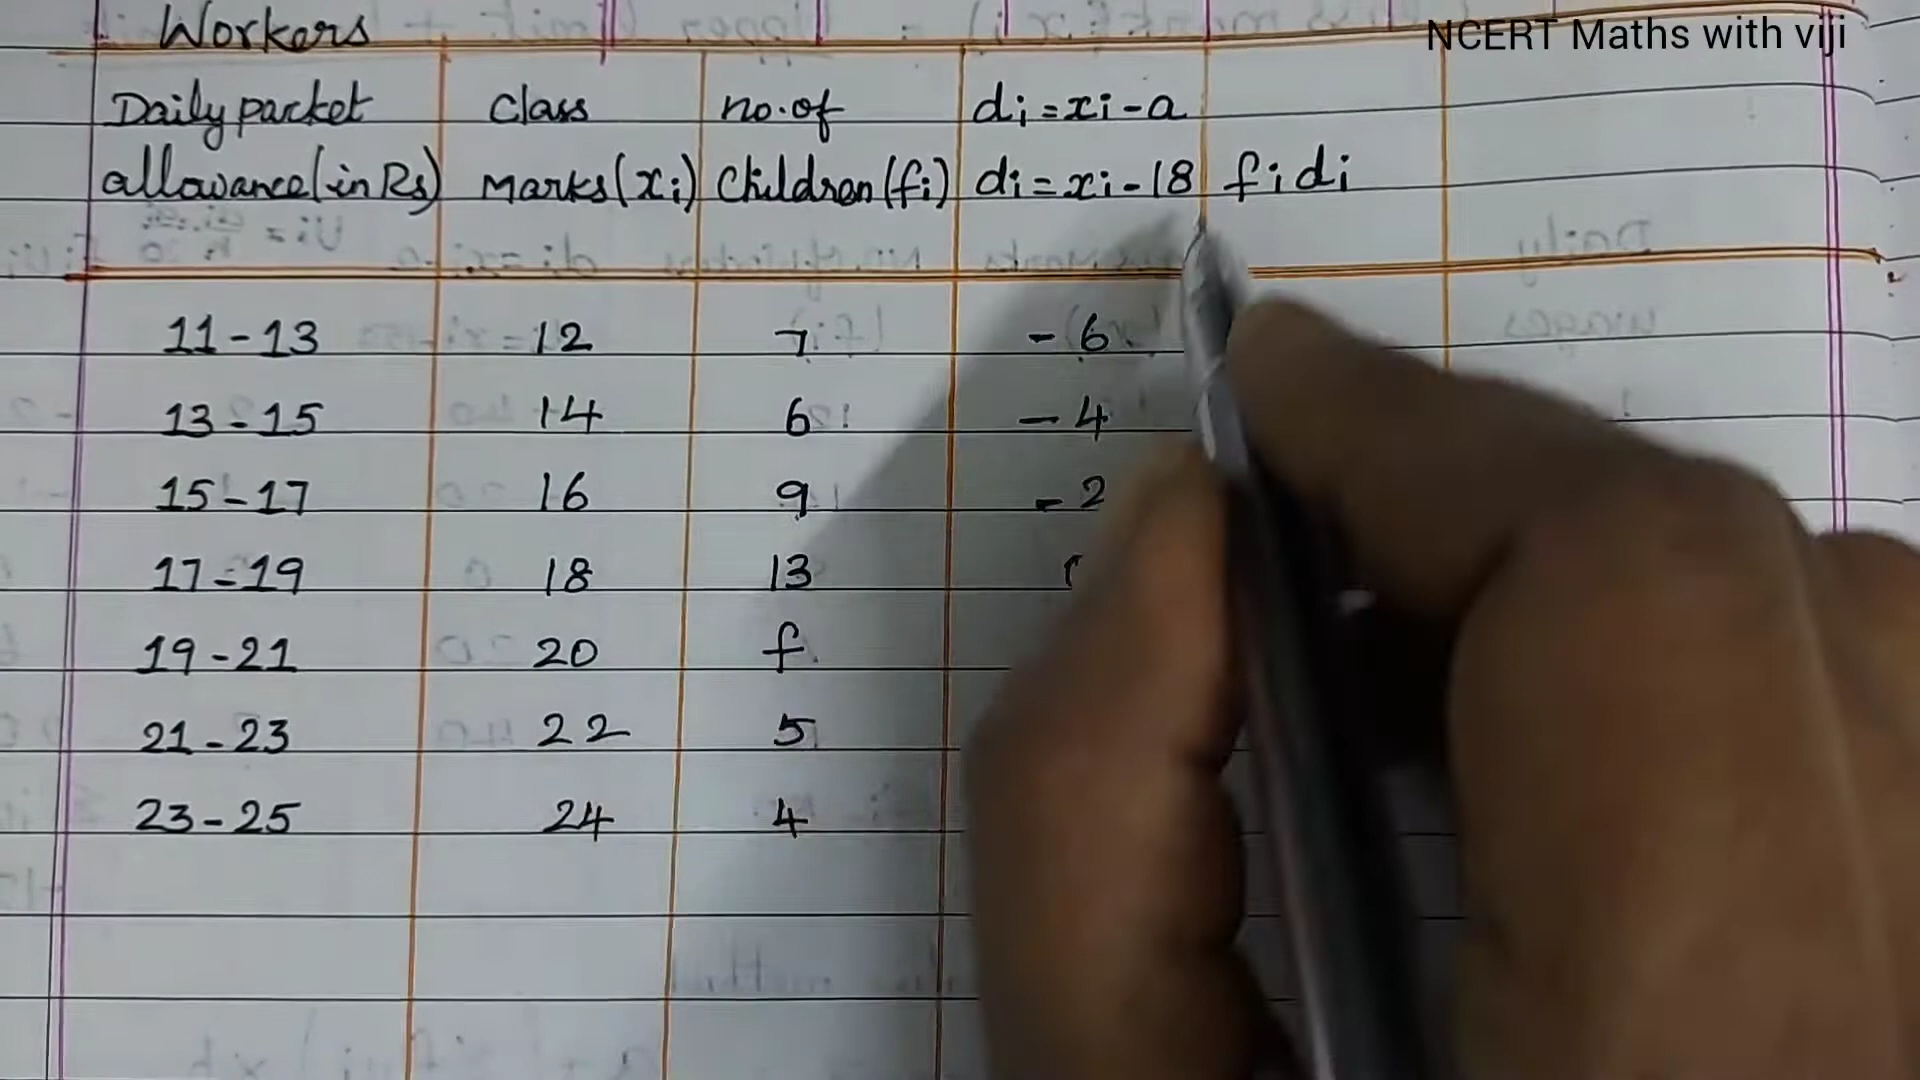 NCERT Maths with viji
Workers
Daily packet class no. of di = xi - a
allowance (in Rs) marks (xi) children (fi) di = xi - 18 fidi
11 - 13 12 7 - 6
13 - 15 14 6 - 4
15 - 17 16 9 - 2
17 - 19 18 13
19 - 21 20 f
21 - 23 22 5
23 - 25 24 4